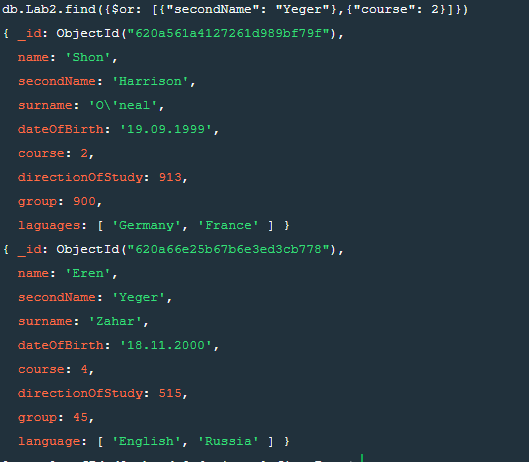 db.Lab2.find({$or: [{"secondName": "Yeger"},{"course": 2}]})
{ _id: ObjectId("620a561a4127261d989bf79f"),
name: 'Shon',
secondName: 'Harrison',
surname: 'O\'neal',
dateOfBirth: '19.09.1999',
course: 2,
directionOfStudy: 913,
group: 900,
laguages: [ 'Germany', 'France' ] }
{ _id: ObjectId("620a66e25b67b6e3ed3cb778"),
name: 'Eren',
secondName: 'Yeger',
surname: 'Zahar',
dateOfBirth: '18.11.2000',
course: 4,
directionOfStudy: 515,
group: 45,
language: [ 'English', 'Russia' ] }